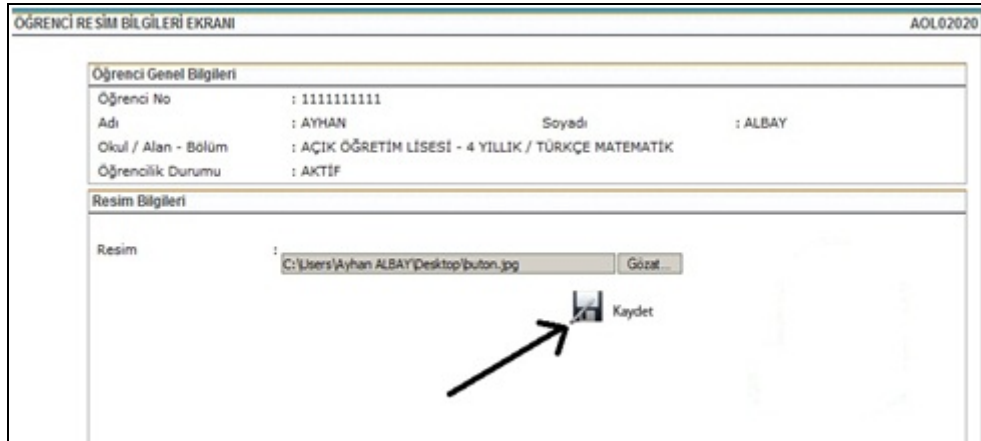 ÖĞRENCİ RESİM BİLGİLERİ EKRANI AOL02020
Öğrenci Genel Bilgileri
Öğrenci No : 1111111111
Adı : AYHAN Soyadı : ALBAY
Okul / Alan - Bölüm : AÇIK ÖĞRETİM LİSESİ - 4 YILLIK / TÜRKÇE MATEMATİK
Öğrencilik Durumu : AKTİF
Resim Bilgileri
Resim : C:\Users\Ayhan ALBAY\Desktop\buton.jpg Gözat...
Kaydet